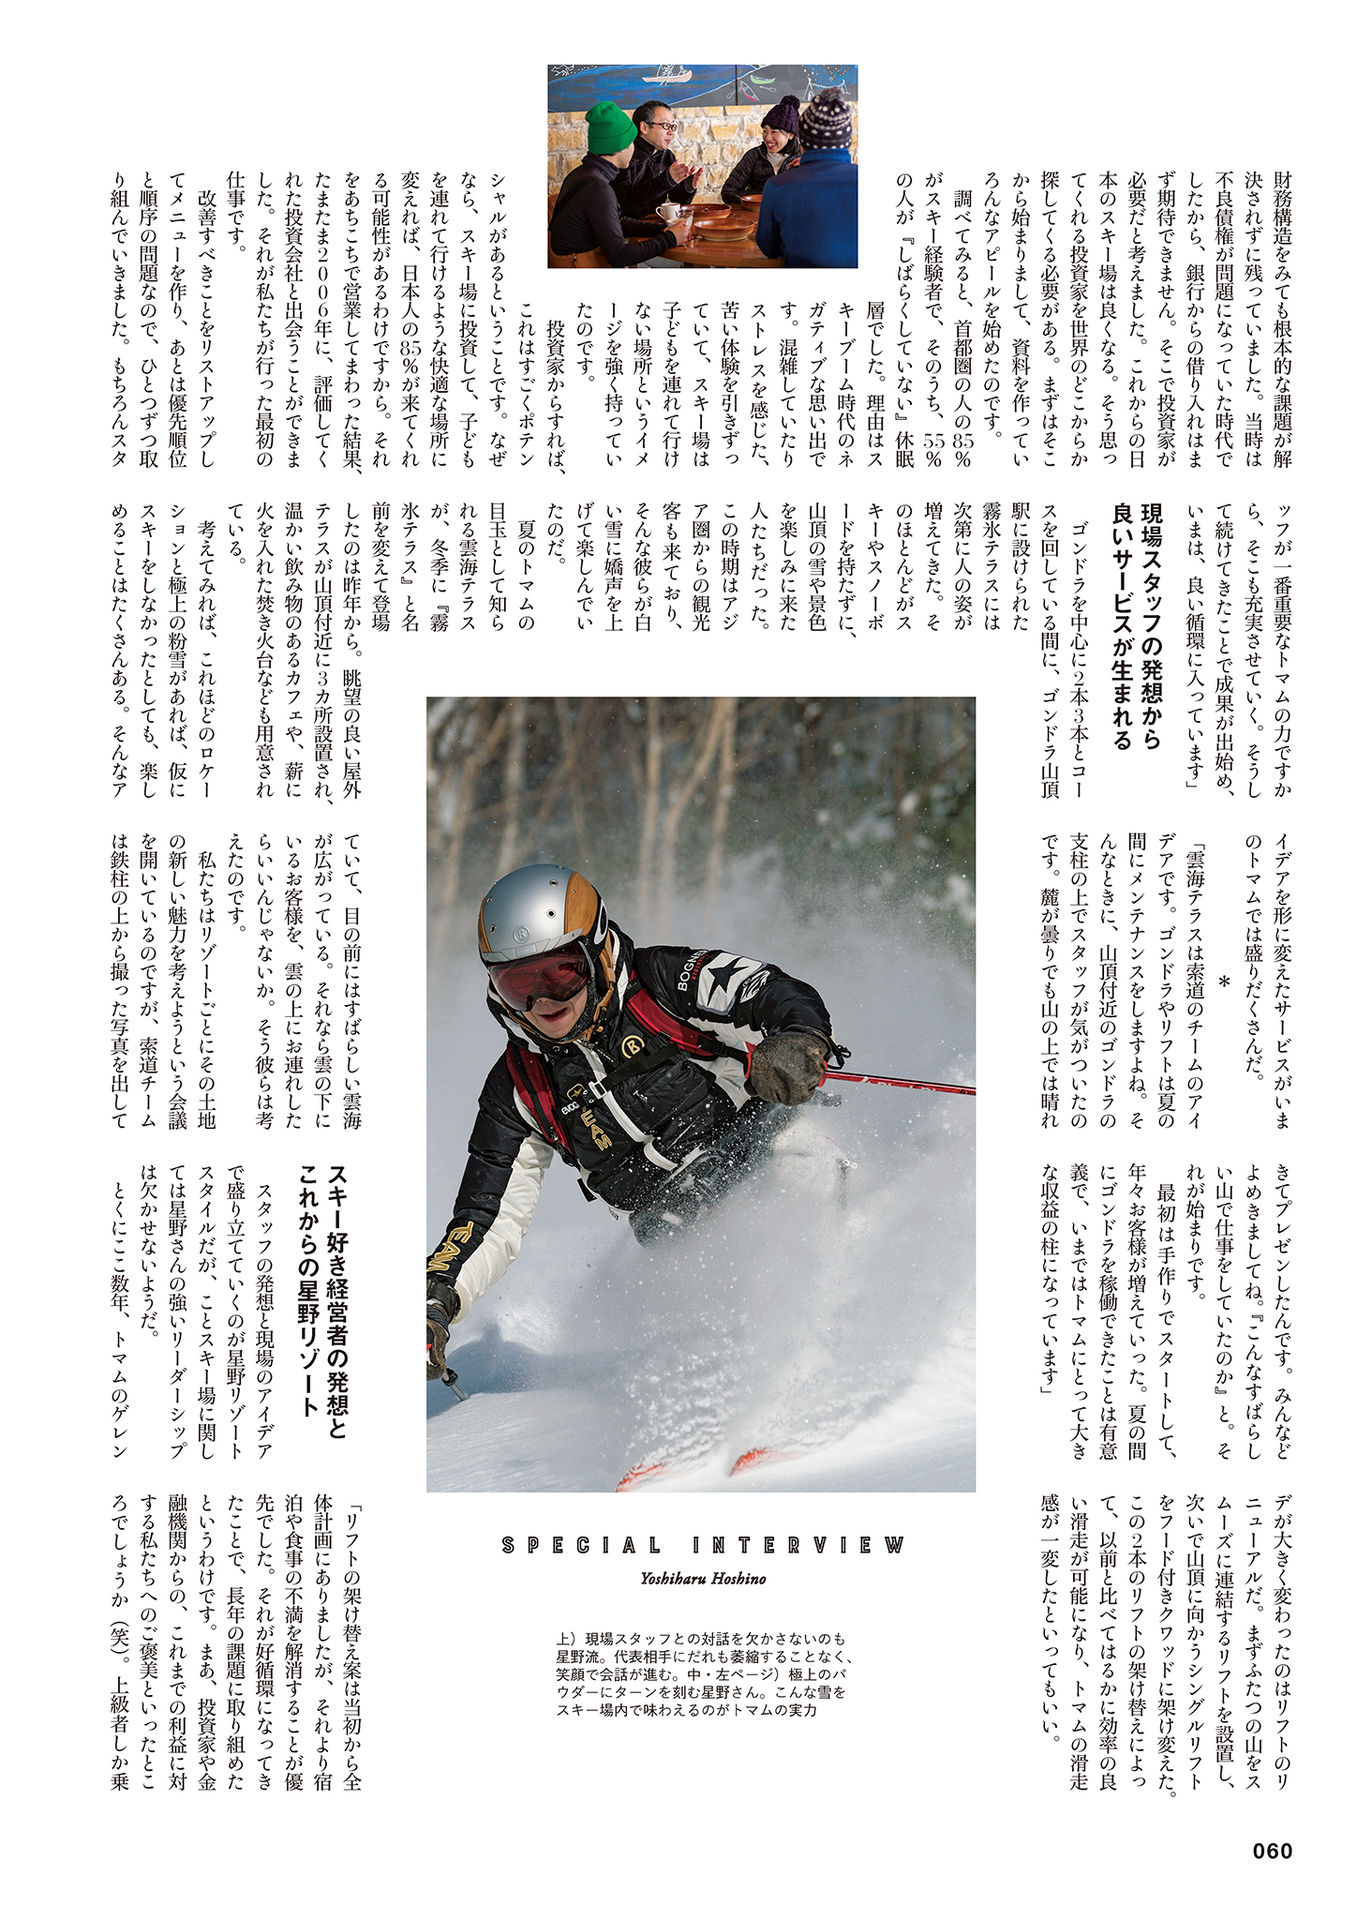 財務構造をみても根本的な課題が解
決されずに残っていました。当時は
不良債権が問題になっていた時代で
したから、銀行からの借り入れはま
ず期待できません。そこで投資家が
必要だと考えました。これからの日
本のスキー場は良くなる。そう思っ
てくれる投資家を世界のどこからか
探してくる必要がある。まずはそこ
から始まりまして、資料を作ってい
ろんなアピールを始めたのです。
調べてみると、首都圏の人の85%
がスキー経験者で、そのうち、55%
の人が『しばらくしていない』休眠
層でした。理由はス
キーブーム時代のネ
ガティブな思い出で
す。混雑していたり
ストレスを感じた、
苦い体験を引きずっ
ていて、スキー場は
子どもを連れて行け
ない場所というイメ
ージを強く持ってい
たのです。
投資家からすれば、
これはすごくポテン
シャルがあるということです。なぜ
なら、スキー場に投資して、子ども
を連れて行けるような快適な場所に
変えれば、日本人の85%が来てくれ
る可能性があるわけですから。それ
をあちこちで営業してまわった結果、
たまたま2006年に、評価してく
れた投資会社と出会うことができま
した。それが私たちが行った最初の
仕事です。
改善すべきことをリストアップし
てメニューを作り、あとは優先順位
と順序の問題なので、ひとつずつ取
り組んでいきました。もちろんスタ
ッフが一番重要なトマムの力ですか
ら、そこも充実させていく。そうし
て続けてきたことで成果が出始め、
いまは、良い循環に入っています」
現場スタッフの発想から
良いサービスが生まれる
ゴンドラを中心に2本3本とコー
スを回している間に、ゴンドラ山頂
駅に設けられた
霧氷テラスには
次第に人の姿が
増えてきた。そ
のほとんどがス
キーやスノーボ
ードを持たずに、
山頂の雪や景色
を楽しみに来た
人たちだった。
この時期はアジ
ア圏からの観光
客も来ており、
そんな彼らが白
い雪に嬌声を上
げて楽しんでい
たのだ。
夏のトマムの
目玉として知ら
れる雲海テラス
が、冬季に『霧
氷テラス』と名
前を変えて登場
したのは昨年から。眺望の良い屋外
テラスが山頂付近に3カ所設置され、
温かい飲み物のあるカフェや、薪に
火を入れた焚き火台なども用意され
ている。
考えてみれば、これほどのロケー
ションと極上の粉雪があれば、仮に
スキーをしなかったとしても、楽し
めることはたくさんある。そんなア
イデアを形に変えたサービスがいま
のトマムでは盛りだくさんだ。
*
「雲海テラスは索道のチームのアイ
デアです。ゴンドラやリフトは夏の
間にメンテナンスをしますよね。そ
んなときに、山頂付近のゴンドラの
支柱の上でスタッフが気がついたの
です。麓が曇りでも山の上では晴れ
ていて、目の前にはすばらしい雲海
が広がっている。それなら雲の下に
いるお客様を、雲の上にお連れした
らいいんじゃないか。そう彼らは考
えたのです。
私たちはリゾートごとにその土地
の新しい魅力を考えようという会議
を開いているのですが、索道チーム
は鉄柱の上から撮った写真を出して
きてプレゼンしたんです。みんなど
よめきましてね。『こんなすばらし
い山で仕事をしていたのか』と。そ
れが始まりです。
最初は手作りでスタートして、
年々お客様が増えていった。夏の間
にゴンドラを稼働できたことは有意
義で、いまではトマムにとって大き
な収益の柱になっています」
スキー好き経営者の発想と
これからの星野リゾート
スタッフの発想と現場のアイデア
で盛り立てていくのが星野リゾート
スタイルだが、ことスキー場に関し
ては星野さんの強いリーダーシップ
は欠かせないようだ。
とくにここ数年、トマムのゲレン
デが大きく変わったのはリフトのリ
ニューアルだ。まずふたつの山をス
ムーズに連結するリフトを設置し、
次いで山頂に向かうシングルリフト
をフード付きクワッドに架け変えた。
この2本のリフトの架け替えによっ
て、以前と比べてはるかに効率の良
い滑走が可能になり、トマムの滑走
感が一変したといってもいい。
「リフトの架け替え案は当初から全
体計画にありましたが、それより宿
泊や食事の不満を解消することが優
先でした。それが好循環になってき
たことで、長年の課題に取り組めた
というわけです。まあ、投資家や金
融機関からの、これまでの利益に対
する私たちへのご褒美といったとこ
ろでしょうか（笑）。上級者しか乗
BOGNER
B
EVOC
TEAM
TEAM
SPECIAL INTERVIEW
Yoshiharu Hoshino
上）現場スタッフとの対話を欠かさないのも
星野流。代表相手にだれも萎縮することなく、
笑顔で会話が進む。中・左ページ）極上のパ
ウダーにターンを刻む星野さん。こんな雪を
スキー場内で味わえるのがトマムの実力
060